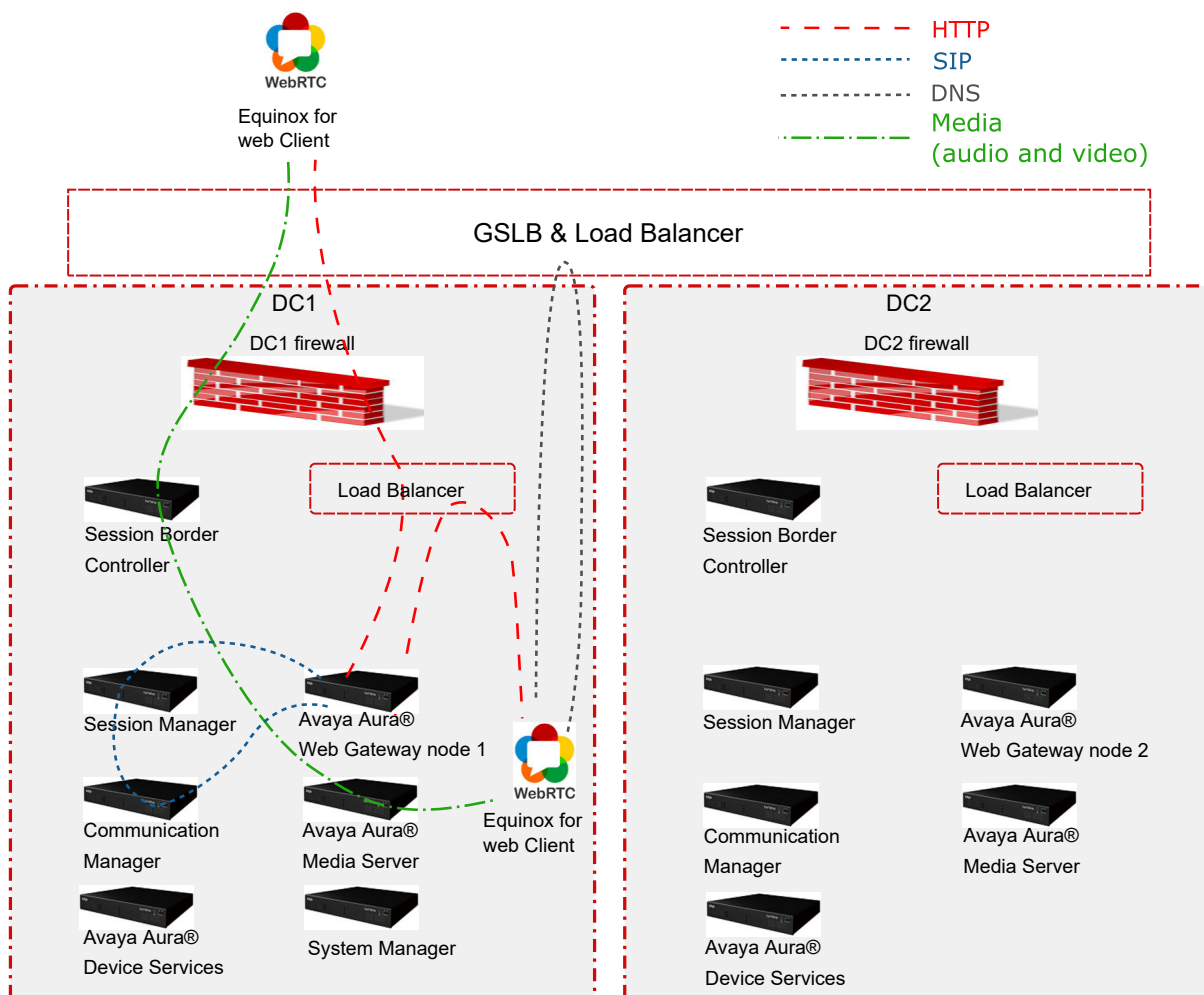 HTTP
SIP
DNS
Media
(audio and video)
WebRTC
Equinox for
web Client
GSLB & Load Balancer
DC1
DC1 firewall
Load Balancer
Session Border
Controller
Session Manager
Avaya Aura®
Web Gateway node 1
WebRTC
Equinox for
web Client
Communication
Manager
Avaya Aura®
Media Server
Avaya Aura®
Device Services
System Manager
DC2
DC2 firewall
Load Balancer
Session Border
Controller
Session Manager
Avaya Aura®
Web Gateway node 2
Communication
Manager
Avaya Aura®
Media Server
Avaya Aura®
Device Services